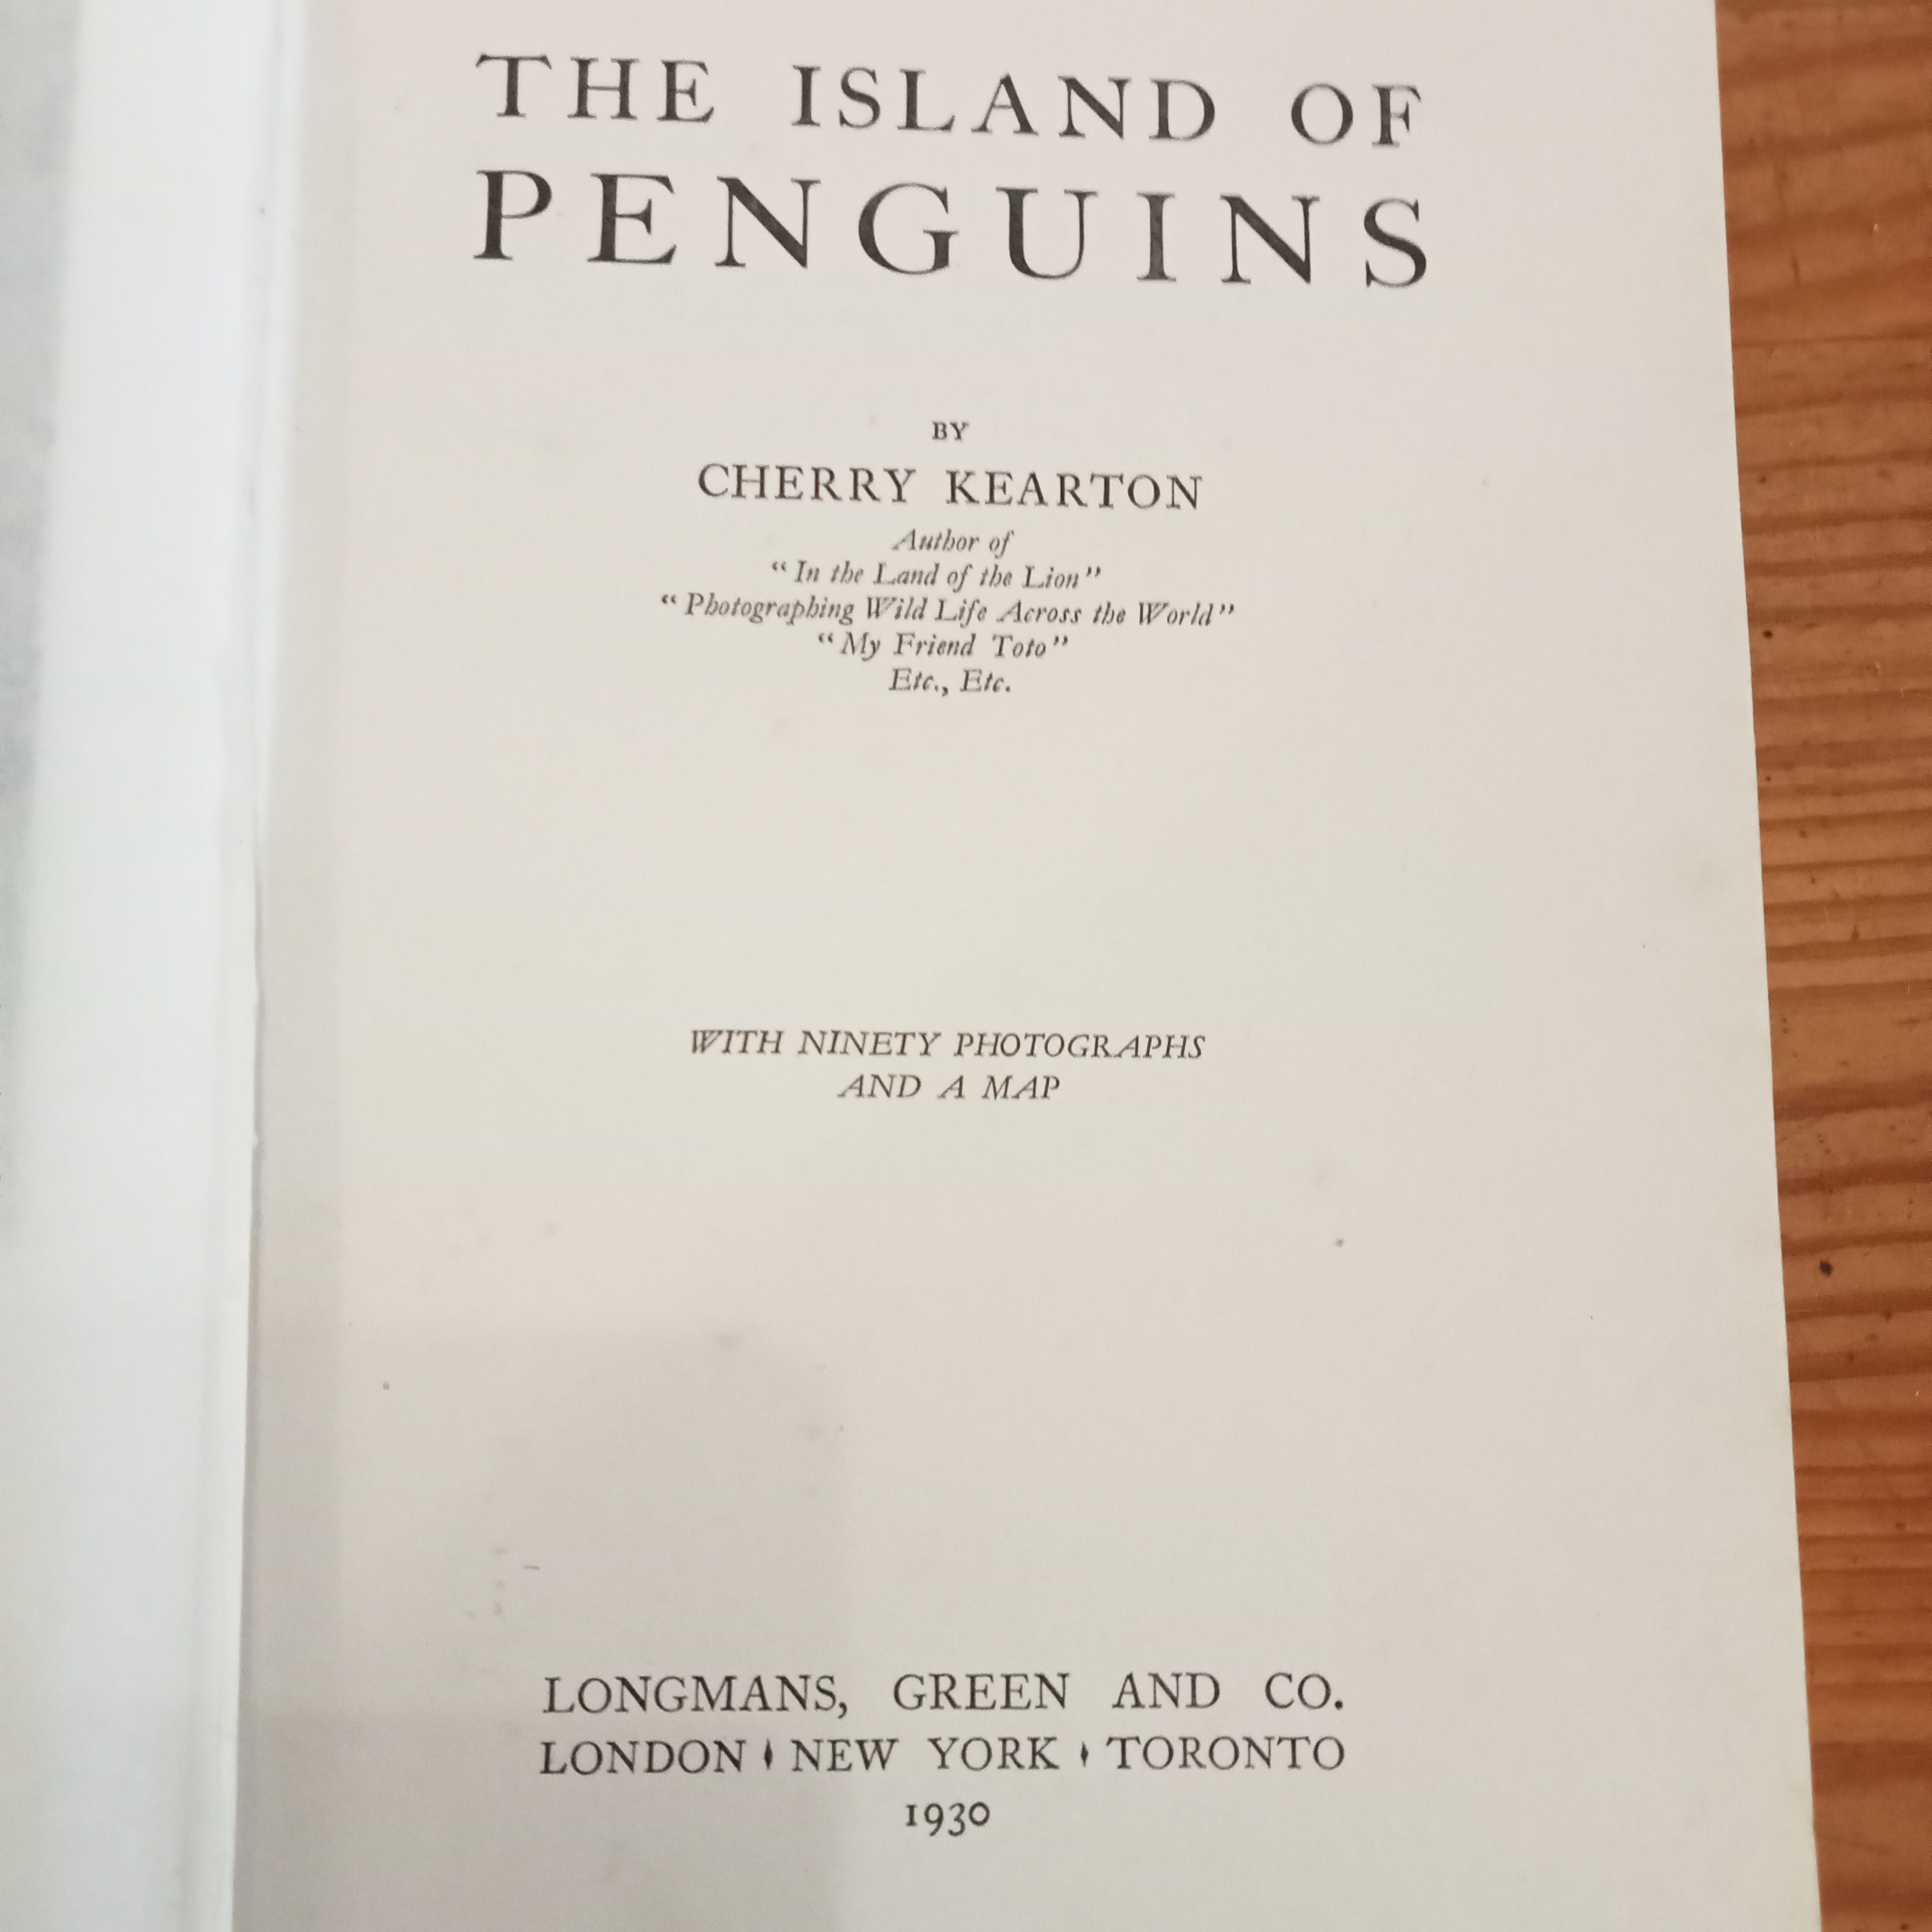 THE ISLAND OF
PENGUINS
BY
CHERRY KEARTON
Author of
“In the Land of the Lion”
“Photographing Wild Life Across the World”
“My Friend Toto”
Etc., Etc.
WITH NINETY PHOTOGRAPHS
AND A MAP
LONGMANS, GREEN AND CO.
LONDON ♦ NEW YORK ♦ TORONTO
1930